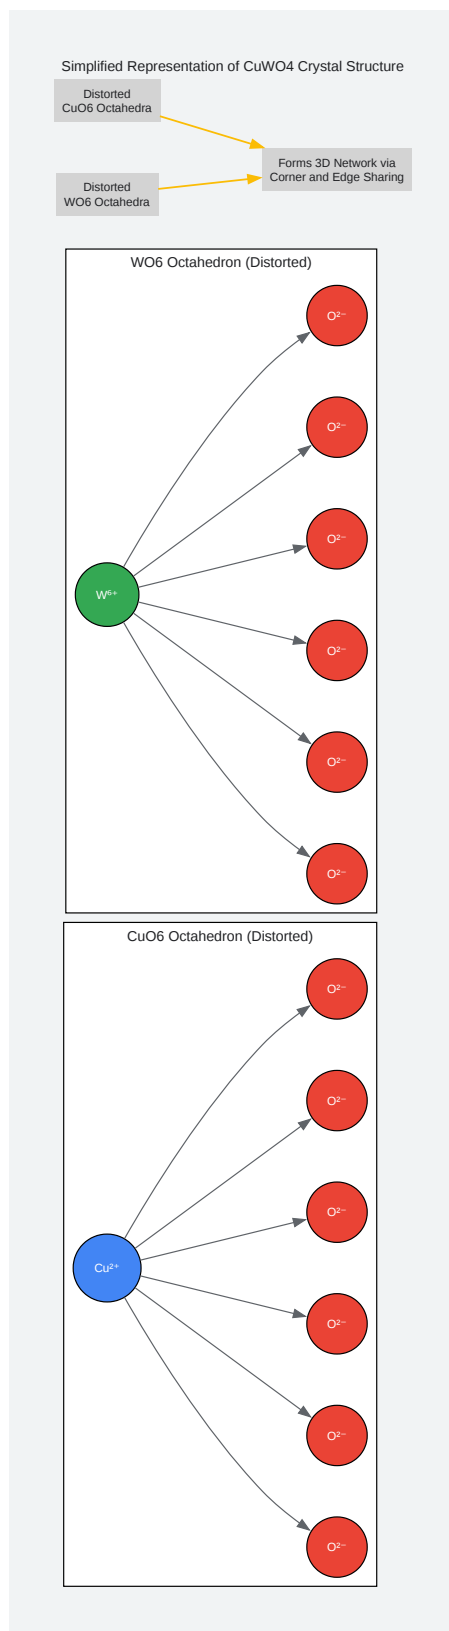 Simplified Representation of CuWO4 Crystal Structure
Distorted
CuO6 Octahedra
Forms 3D Network via
Corner and Edge Sharing
Distorted
WO6 Octahedra
WO6 Octahedron (Distorted)
O²⁻
O²⁻
O²⁻
W⁶⁺
O²⁻
O²⁻
O²⁻
CuO6 Octahedron (Distorted)
O²⁻
O²⁻
O²⁻
Cu²⁺
O²⁻
O²⁻
O²⁻